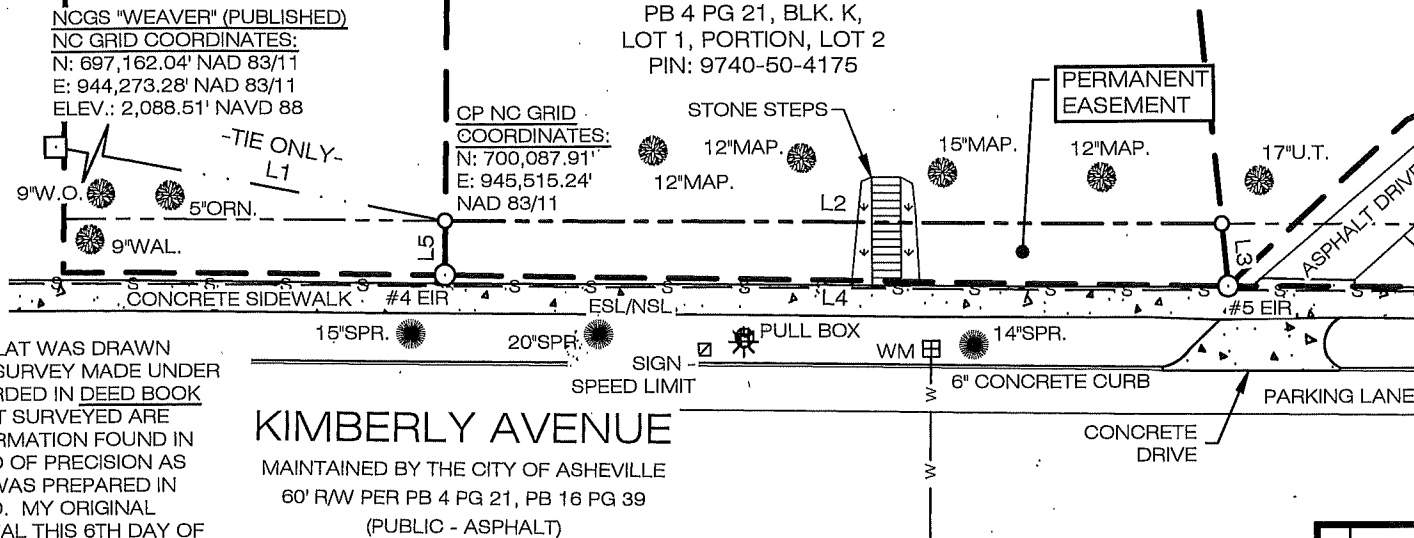 NCGS "WEAVER" (PUBLISHED)
NC GRID COORDINATES:
N: 697,162.04' NAD 83/11
E: 944,273.28' NAD 83/11
ELEV.: 2,088.51' NAVD 88
PB 4 PG 21, BLK. K,
LOT 1, PORTION, LOT 2
PIN: 9740-50-4175
PERMANENT
EASEMENT
STONE STEPS
CP NC GRID
COORDINATES:
N: 700,087.91'
E: 945,515.24'
NAD 83/11
-TIE ONLY-
L1
12"MAP.
12"MAP.
15"MAP.
12"MAP.
17"U.T.
9"W.O.
5"ORN.
9"WAL.
L2
L5
L3
ASPHALT DRIVE
S S S S S S S S S S S S S S S
CONCRETE SIDEWALK
#4 EIR
ESL/NSL
L4
#5 EIR
15"SPR.
20"SPR.
PULL BOX
WM
14"SPR.
SIGN -
SPEED LIMIT
6" CONCRETE CURB
W
PARKING LANE
LAT WAS DRAWN
SURVEY MADE UNDER
RDED IN DEED BOOK
T SURVEYED ARE
RMATION FOUND IN
D OF PRECISION AS
WAS PREPARED IN
D. MY ORIGINAL
AL THIS 6TH DAY OF
KIMBERLY AVENUE
MAINTAINED BY THE CITY OF ASHEVILLE
60' R/W PER PB 4 PG 21, PB 16 PG 39
(PUBLIC - ASPHALT)
CONCRETE
DRIVE
W